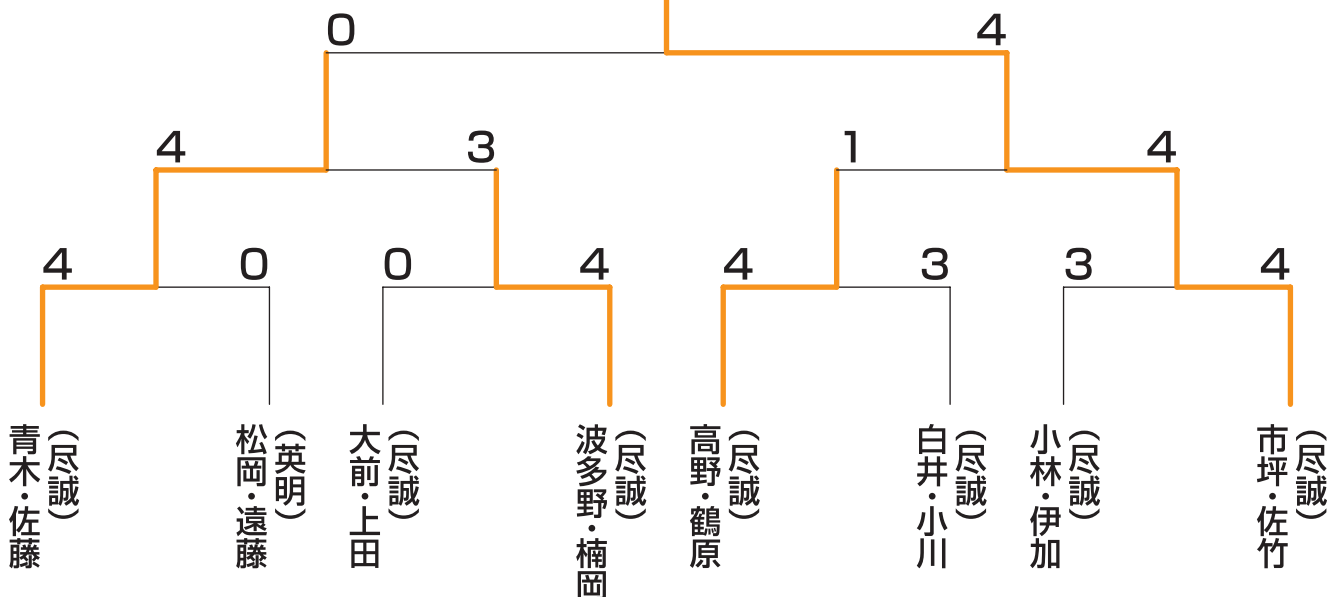 0
4
4
3
1
4
4
0
0
4
4
3
3
4
青木・佐藤
(尽誠)
松岡・遠藤
(英明)
大前・上田
(尽誠)
波多野・楠岡
(尽誠)
高野・鶴原
(尽誠)
白井・小川
(尽誠)
小林・伊加
(尽誠)
市坪・佐竹
(尽誠)